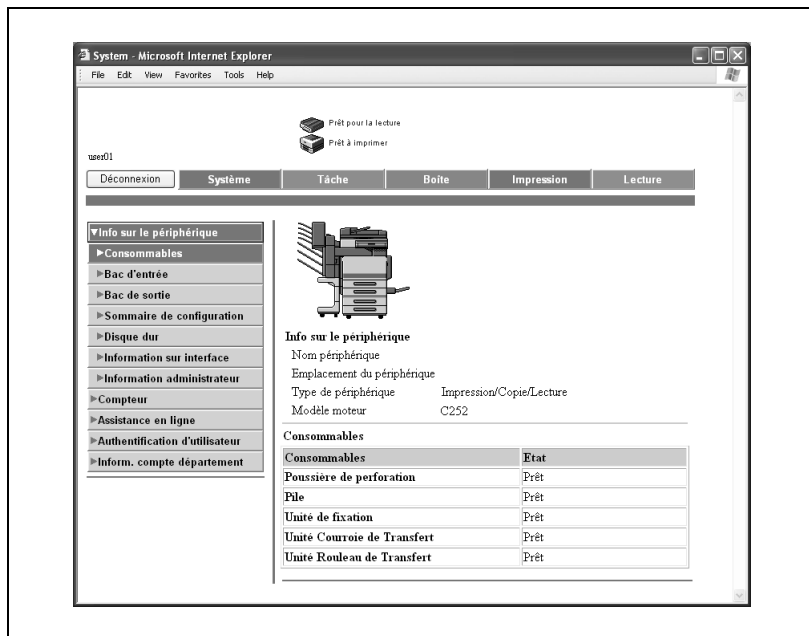 System - Microsoft Internet Explorer
File Edit View Favorites Tools Help
Prêt pour la lecture
Prêt à imprimer
user01
Déconnexion Système Tâche Boîte Impression Lecture
Info sur le périphérique
Consommables
Bac d'entrée
Bac de sortie
Sommaire de configuration
Disque dur
Information sur interface
Information administrateur
Compteur
Assistance en ligne
Authentification d'utilisateur
Inform. compte département
Info sur le périphérique
Nom périphérique
Emplacement du périphérique
Type de périphérique Impression/Copie/Lecture
Modèle moteur C252
Consommables
Consommables Etat
Poussière de perforation Prêt
Pile Prêt
Unité de fixation Prêt
Unité Courroie de Transfert Prêt
Unité Rouleau de Transfert Prêt